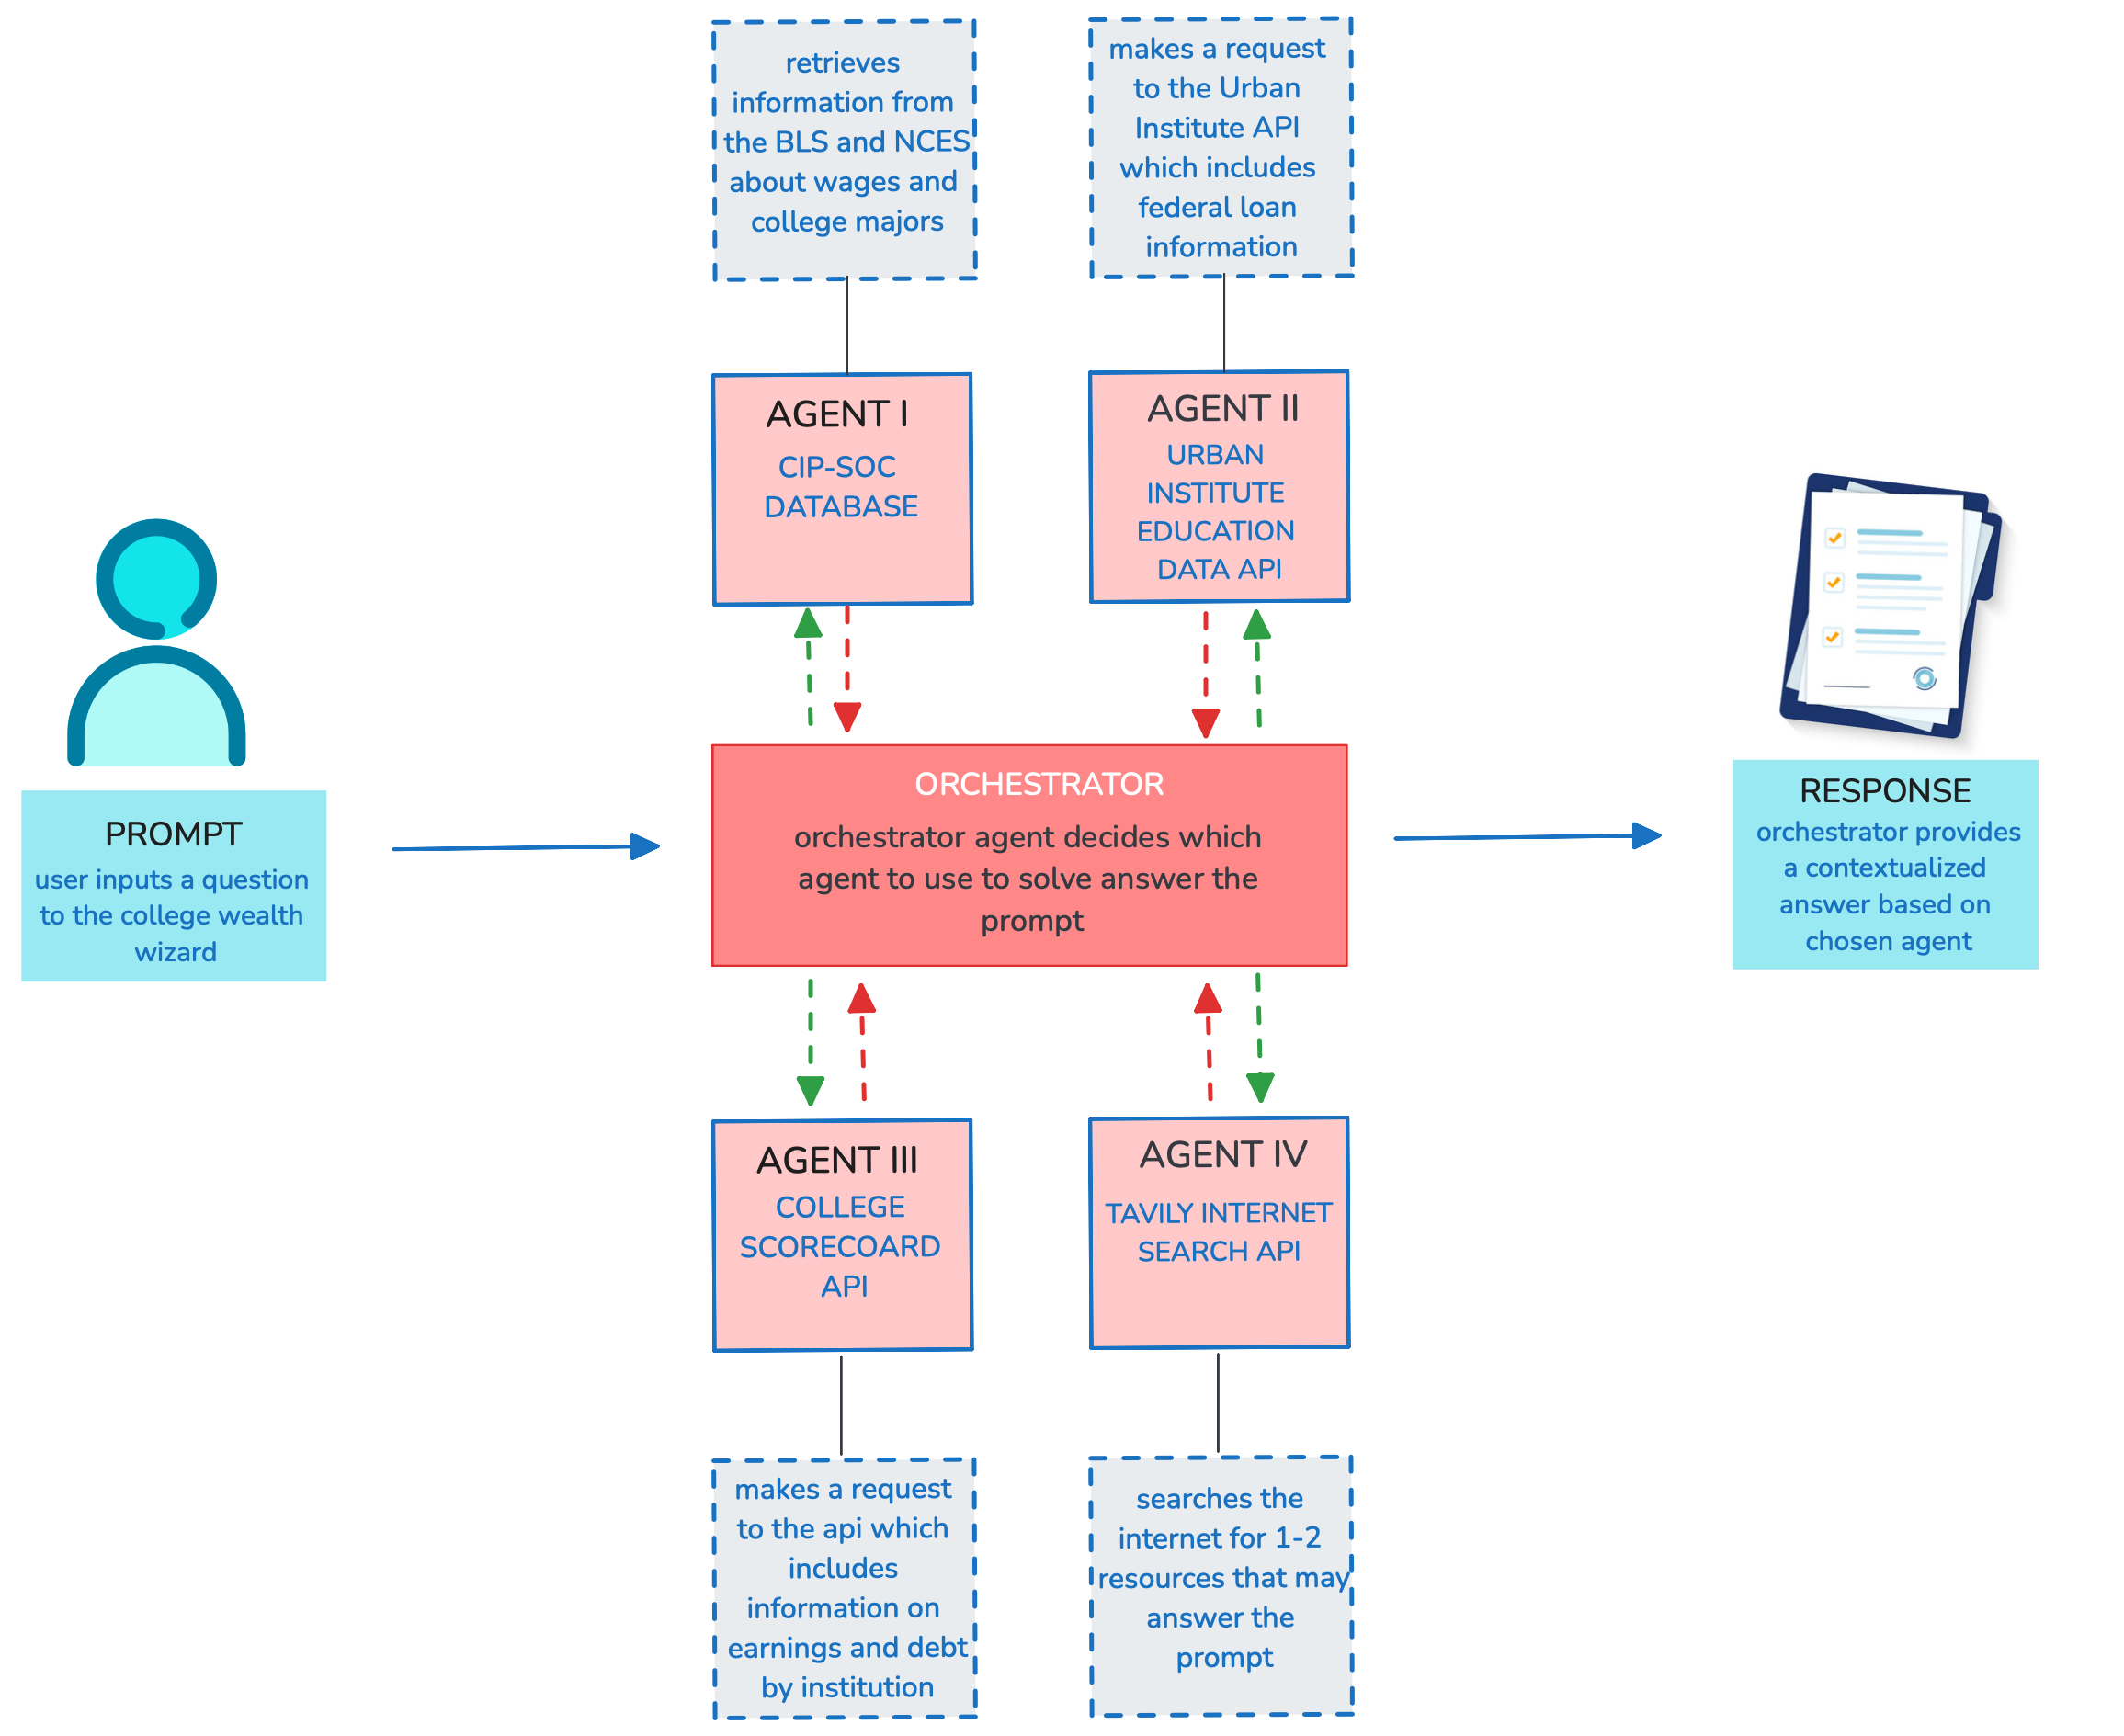 retrieves
information from
the BLS and NCES
about wages and
college majors
makes a request
to the Urban
Institute API
which includes
federal loan
information
AGENT I
CIP-SOC
DATABASE
AGENT II
URBAN
INSTITUTE
EDUCATION
DATA API
PROMPT
user inputs a question
to the college wealth
wizard
ORCHESTRATOR
orchestrator agent decides which
agent to use to solve answer the
prompt
RESPONSE
orchestrator provides
a contextualized
answer based on
chosen agent
AGENT III
COLLEGE
SCORECOARD
API
AGENT IV
TAVILY INTERNET
SEARCH API
makes a request
to the api which
includes
information on
earnings and debt
by institution
searches the
internet for 1-2
resources that may
answer the
prompt